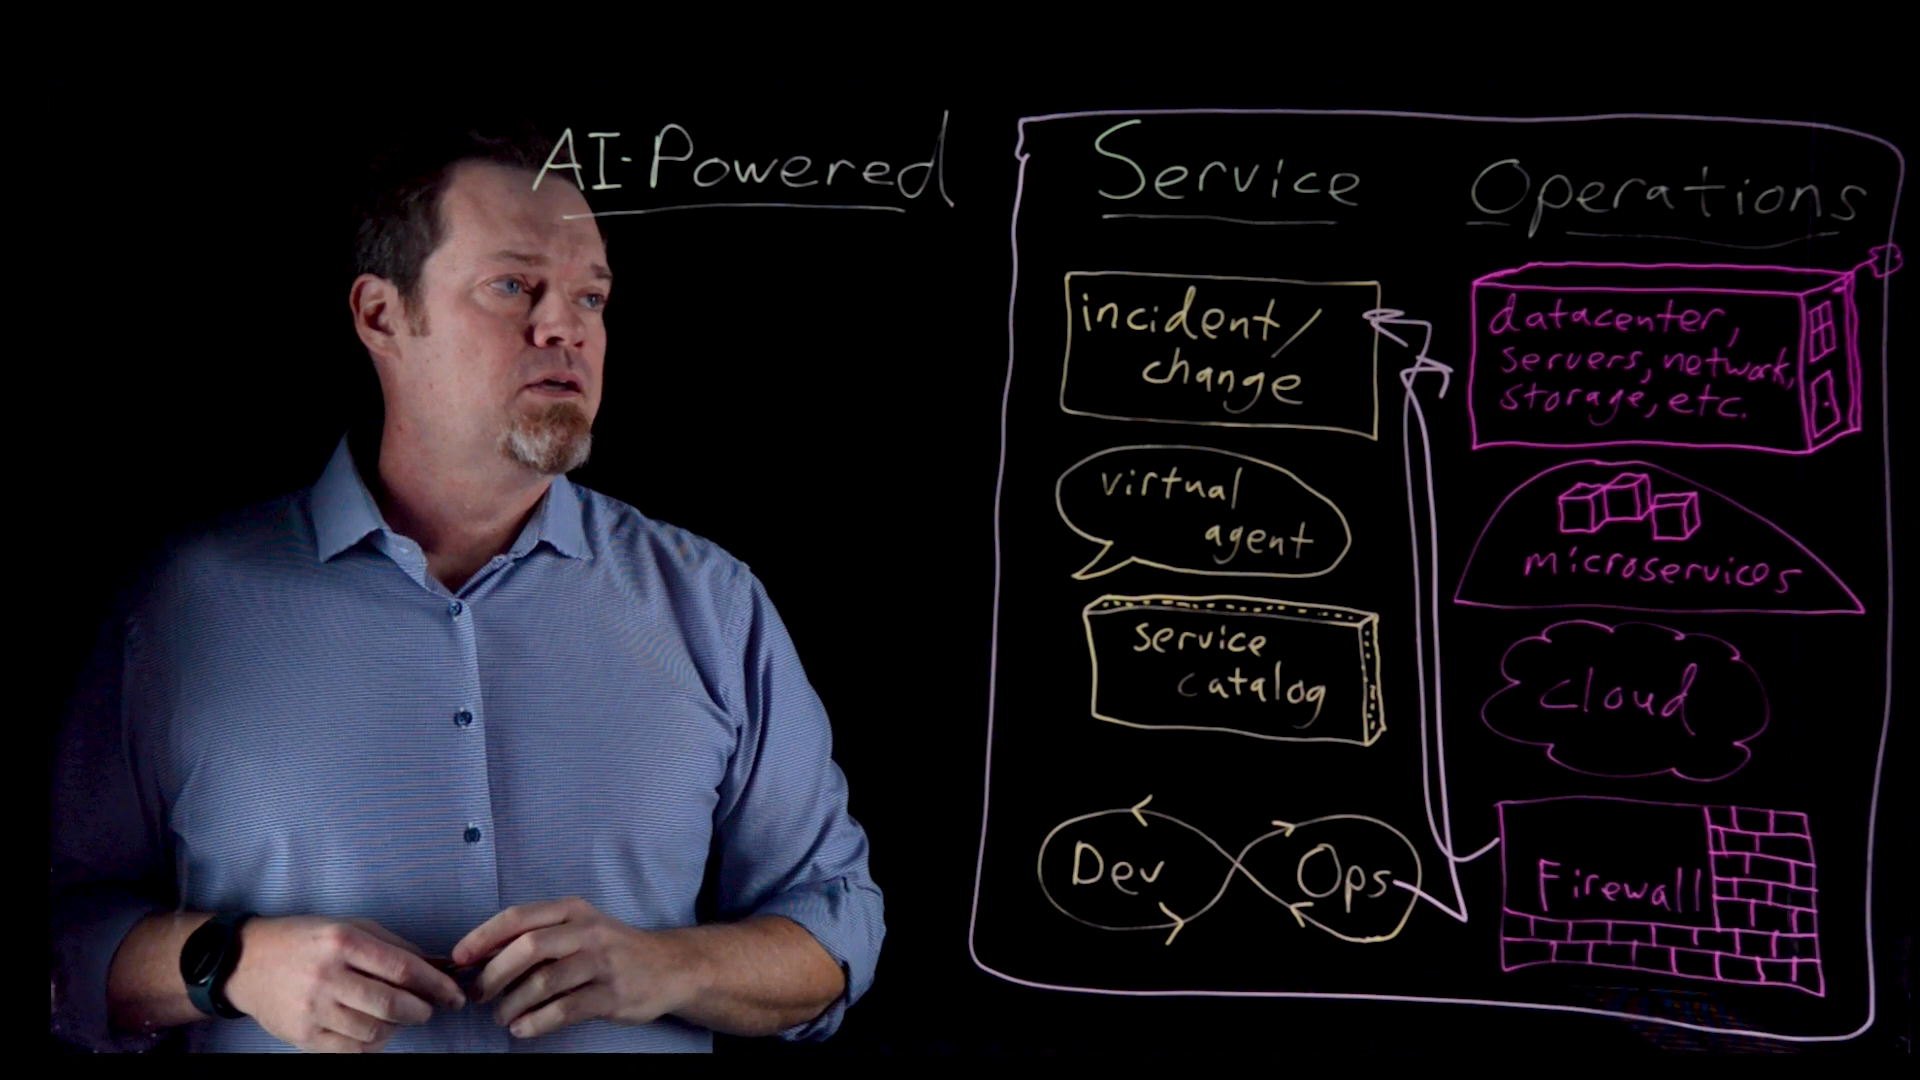 AI-Powered Service Operations
incident/
change
virtual
agent
service
catalog
Dev Ops
datacenter,
servers, network,
storage, etc.
microservices
cloud
Firewall